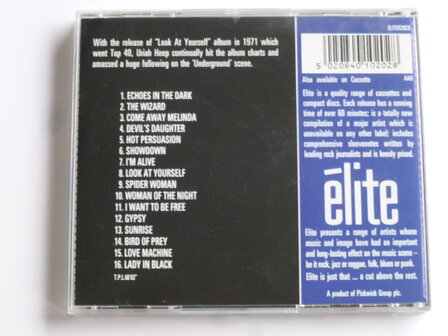 With the release of "Look At Yourself" album in 1971 which
went Top 40, Uriah Heep continually hit the album charts and
amassed a huge following on the 'Underground' scene.
1. ECHOES IN THE DARK
2. THE WIZARD
3. COME AWAY MELINDA
4. DEVIL'S DAUGHTER
5. HOT PERSUASION
6. SHOWDOWN
7. I'M ALIVE
8. LOOK AT YOURSELF
9. SPIDER WOMAN
10. WOMAN OF THE NIGHT
11. I WANT TO BE FREE
12. GYPSY
13. SUNRISE
14. BIRD OF PREY
15. LOVE MACHINE
16. LADY IN BLACK
ELITE020CD
5 020840 102028
Also available on Cassette AAD
Elite is a quality range of cassettes and
compact discs. Each release has a running
time of over 60 minutes; is a totally new
compilation of a major artist which is
unavailable on any other label; includes
comprehensive sleevenotes written by
leading rock journalists and is keenly priced.
élite
Elite presents a range of artists whose
music and image have had an important
and long-lasting effect on the music scene –
be it rock, jazz or reggae, folk, blues or punk.
Elite is just that ... a cut above the rest.
A product of Pickwick Group plc.